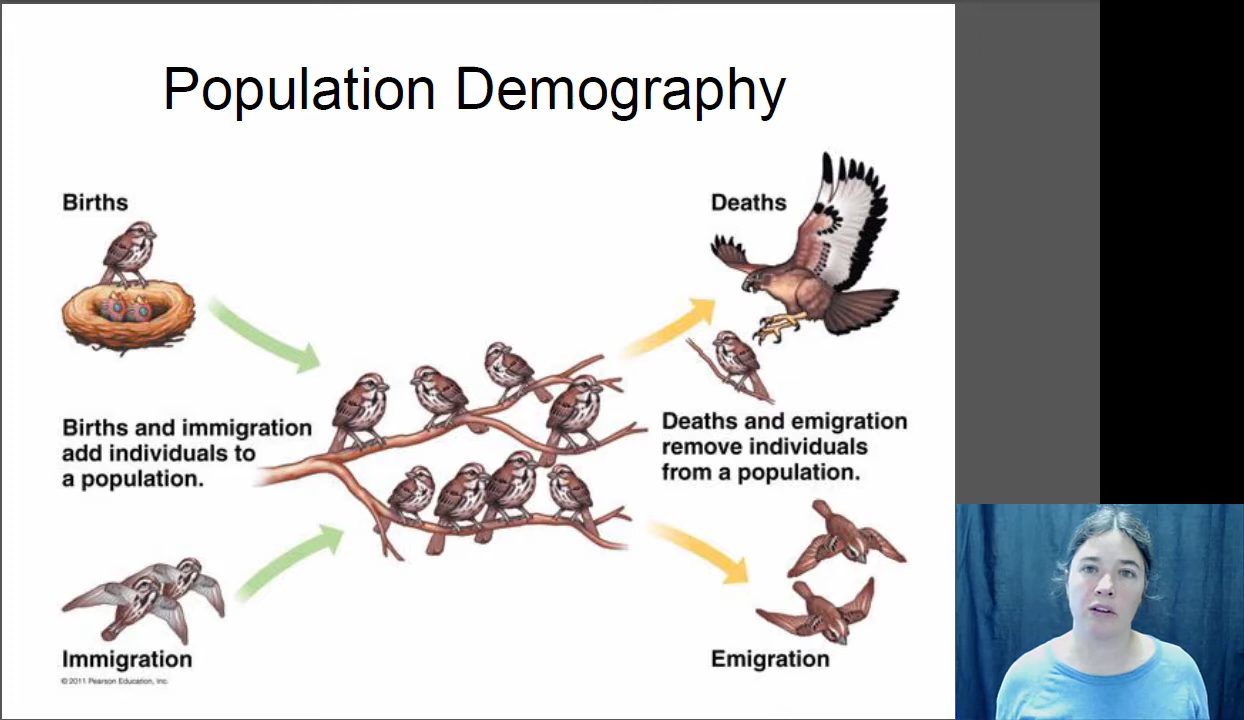 Population Demography
Births
Deaths
Births and immigration
add individuals to
a population.
Deaths and emigration
remove individuals
from a population.
Immigration
Emigration
© 2011 Pearson Education, Inc.